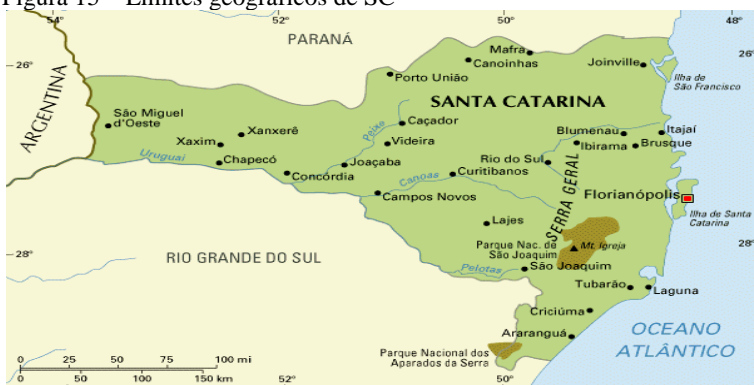 Figura 15 – Limites geográficos de SC
54°
52°
50°
48°
PARANÁ
26°
26°
Mafra
Canoinhas
Joinville
Porto União
Ilha de
São Francisco
ARGENTINA
SANTA CATARINA
São Miguel
d'Oeste
Caçador
Peixe
Xanxerê
Xaxim
Videira
Blumenau
Itajaí
Ibirama
Brusque
Uruguai
Chapecó
Joaçaba
Rio do Sul
Concórdia
Canoas
Curitibanos
SERRA GERAL
Campos Novos
Florianópolis
Ilha de Santa
Catarina
Lajes
28°
28°
RIO GRANDE DO SUL
Parque Nac. de
São Joaquim
Mt. Igreja
Pelotas
São Joaquim
Tubarão
Laguna
Criciúma
Araranguá
OCEANO
ATLÂNTICO
Parque Nacional dos
Aparados da Serra
0 25 50 75 100 mi
0 50 100 150 km
52°
50°